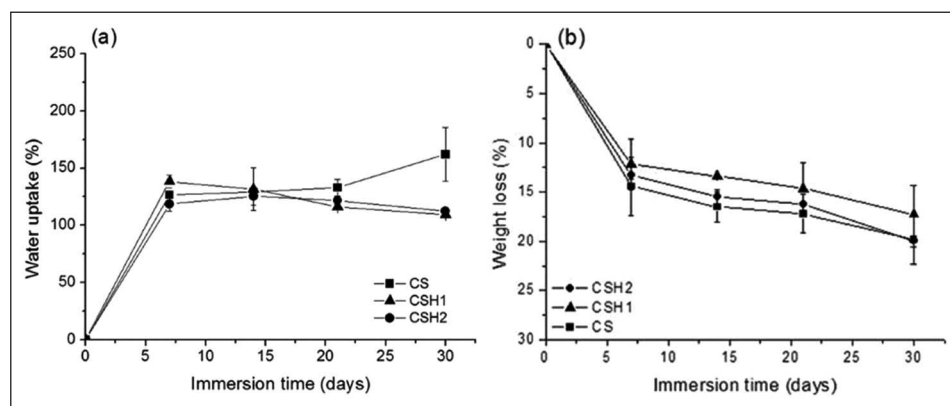 (a)
250
200
150
100
50
0
Water uptake (%)
CS
CSH1
CSH2
0 5 10 15 20 25 30
Immersion time (days)
(b)
0
5
10
15
20
25
30
Weight loss (%)
CSH2
CSH1
CS
0 5 10 15 20 25 30
Immersion time (days)